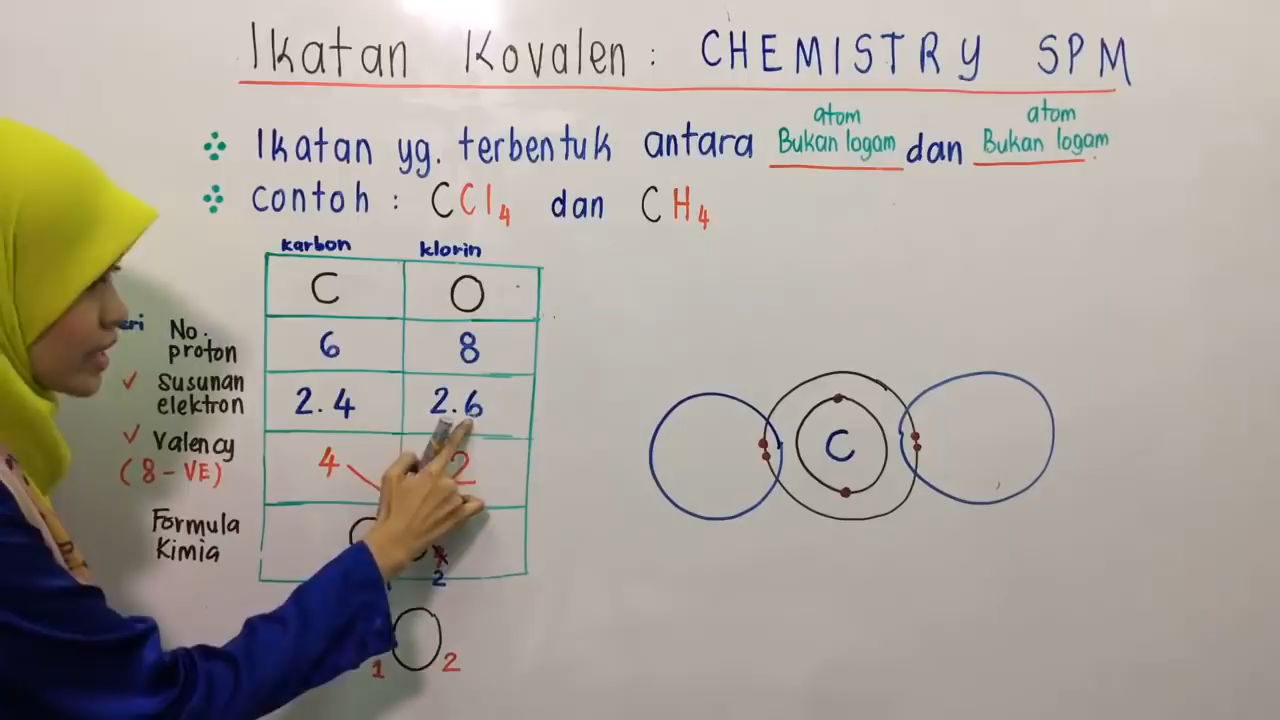 Ikatan Kovalen : CHEMISTRY SPM
atom atom
Ikatan yg. terbentuk antara Bukan logam dan Bukan logam
Contoh : CCl4 dan CH4
karbon klorin
C O
No. proton 6 8
Susunan elektron 2.4 2.6
✓ Valency (8 - VE) 4 2
Formula Kimia
2
1 2
C